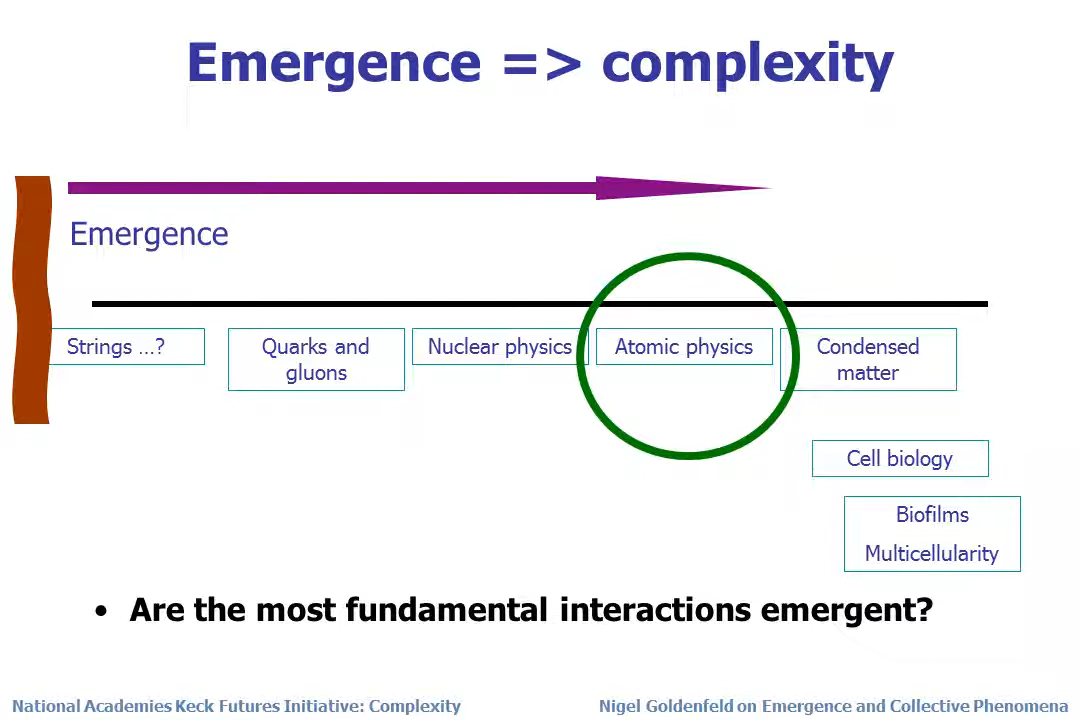 Emergence => complexity
Emergence
Strings ...?
Quarks and
gluons
Nuclear physics
Atomic physics
Condensed
matter
Cell biology
Biofilms
Multicellularity
• Are the most fundamental interactions emergent?
National Academies Keck Futures Initiative: Complexity
Nigel Goldenfeld on Emergence and Collective Phenomena